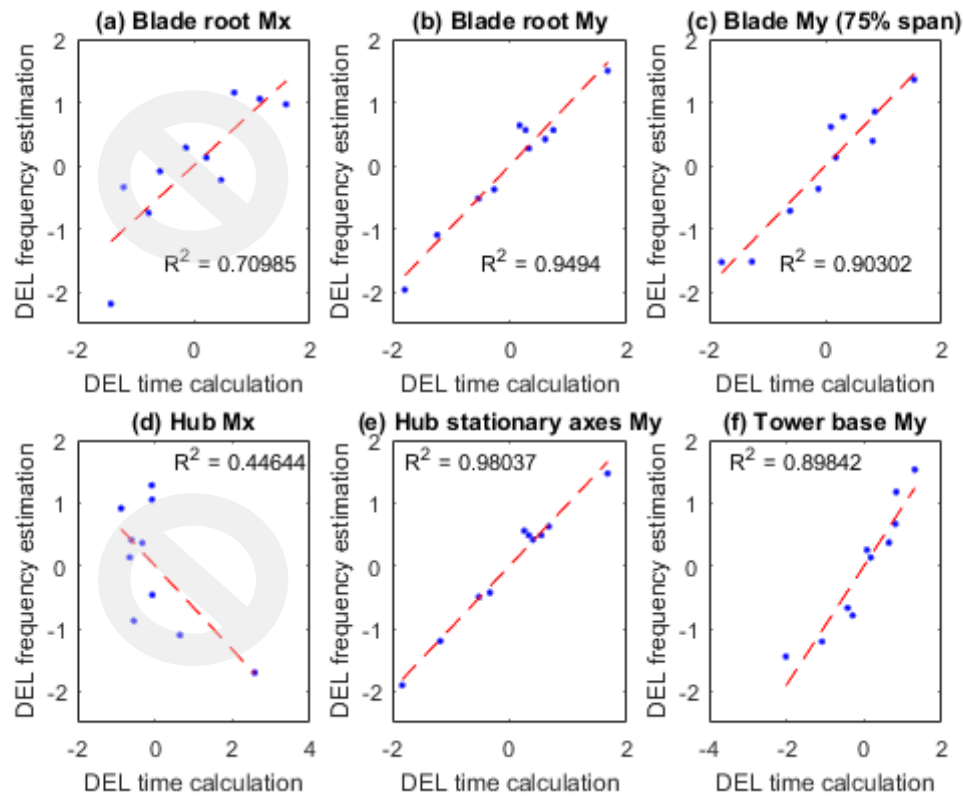 (a) Blade root Mx
(b) Blade root My
(c) Blade My (75% span)
DEL frequency estimation
2
1
0
-1
-2
R² = 0.70985
-2
0
2
DEL time calculation
DEL frequency estimation
2
1
0
-1
-2
R² = 0.9494
-2
0
2
DEL time calculation
DEL frequency estimation
2
1
0
-1
-2
R² = 0.90302
-2
0
2
DEL time calculation
(d) Hub Mx
(e) Hub stationary axes My
(f) Tower base My
DEL frequency estimation
2
1
0
-1
-2
R² = 0.44644
-2
0
2
4
DEL time calculation
DEL frequency estimation
2
1
0
-1
-2
R² = 0.98037
-2
0
2
DEL time calculation
DEL frequency estimation
2
1
0
-1
-2
R² = 0.89842
-4
-2
0
2
DEL time calculation